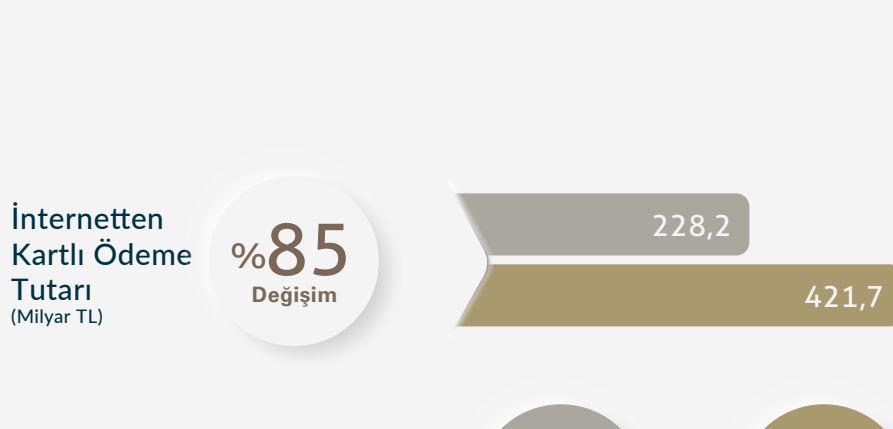 İnternetten
Kartlı Ödeme
Tutarı
(Milyar TL)
%85
Değişim
228,2
421,7